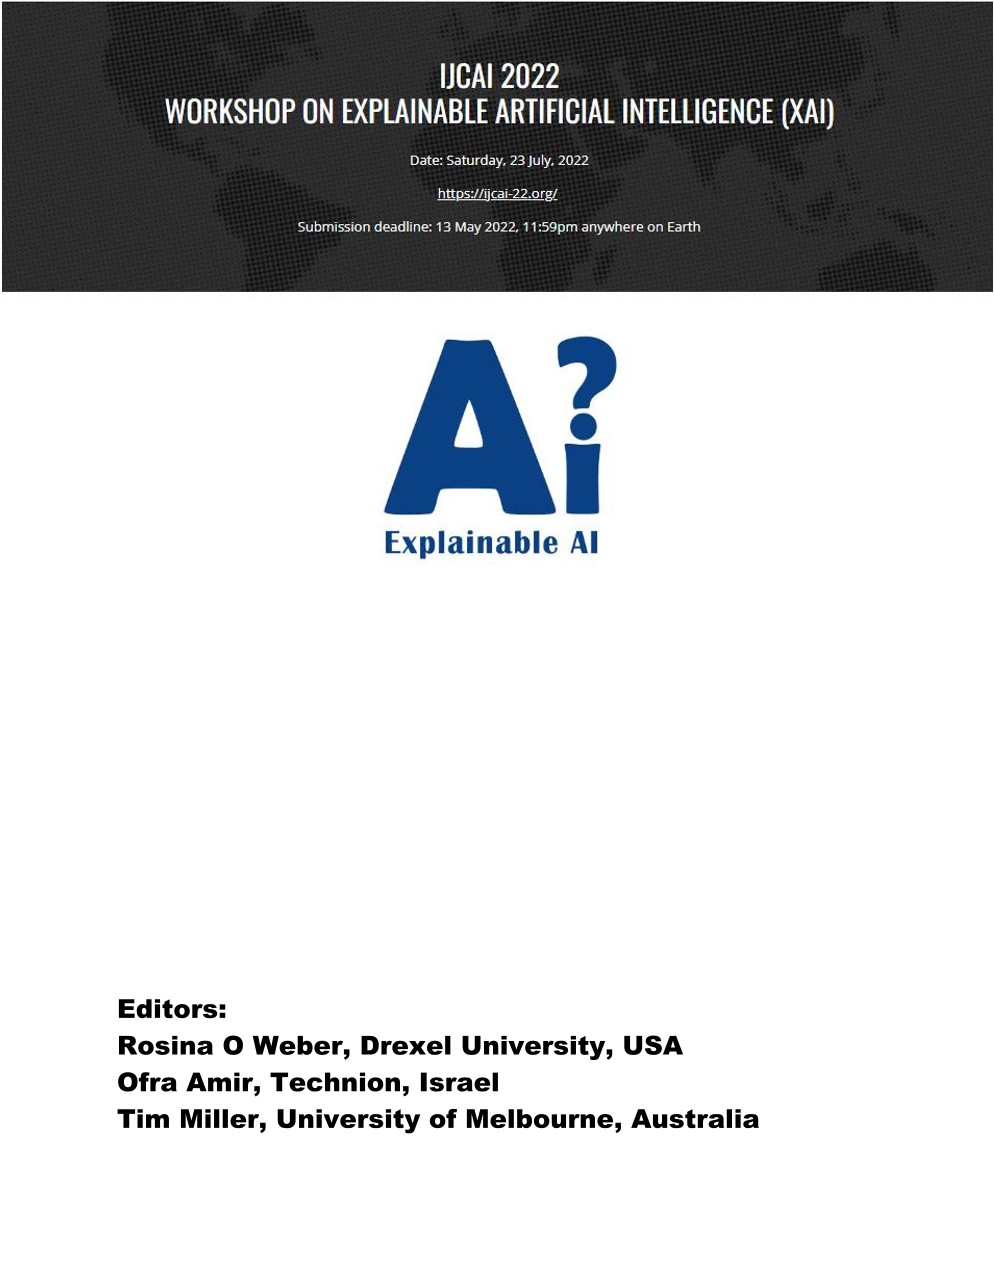 IJCAI 2022
WORKSHOP ON EXPLAINABLE ARTIFICIAL INTELLIGENCE (XAI)
Date: Saturday, 23 July, 2022
https://ijcai-22.org/
Submission deadline: 13 May 2022, 11:59pm anywhere on Earth
Ai?
Explainable AI
Editors:
Rosina O Weber, Drexel University, USA
Ofra Amir, Technion, Israel
Tim Miller, University of Melbourne, Australia